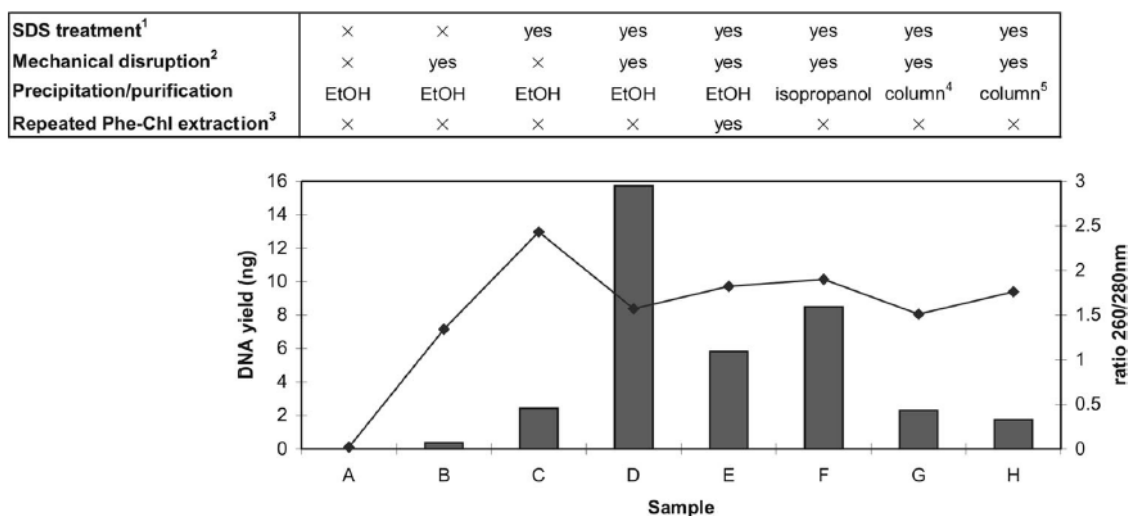 SDS treatment¹ × × yes yes yes yes yes yes
Mechanical disruption² × yes × yes yes yes yes yes
Precipitation/purification EtOH EtOH EtOH EtOH EtOH isopropanol column⁴ column⁵
Repeated Phe-Chl extraction³ × × × × yes × × ×
16 3
14 2.5
12
10 2
8 1.5
6
4 1
2 0.5
0 0
DNA yield (ng)
ratio 260/280nm
A B C D E F G H
Sample